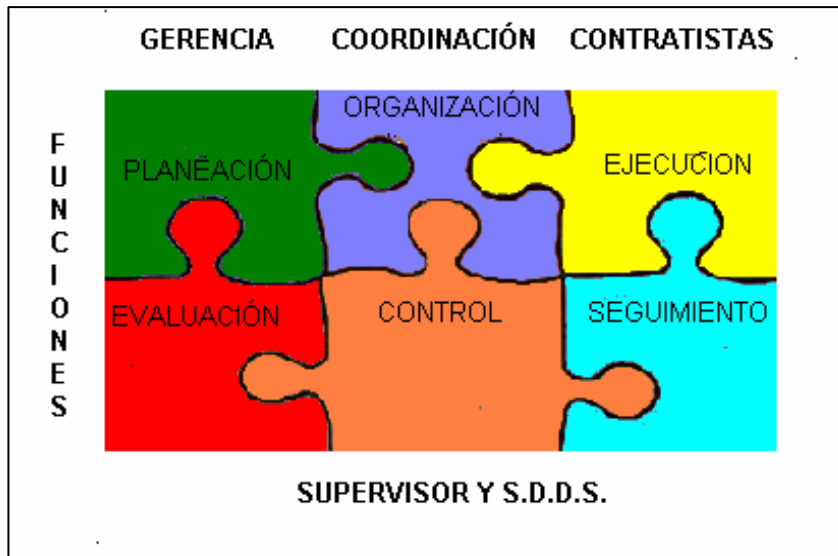 GERENCIA COORDINACIÓN CONTRATISTAS
FUNCIONES
ORGANIZACIÓN
PLANEACIÓN
EJECUCION
EVALUACIÓN
CONTROL
SEGUIMIENTO
SUPERVISOR Y S.D.D.S.